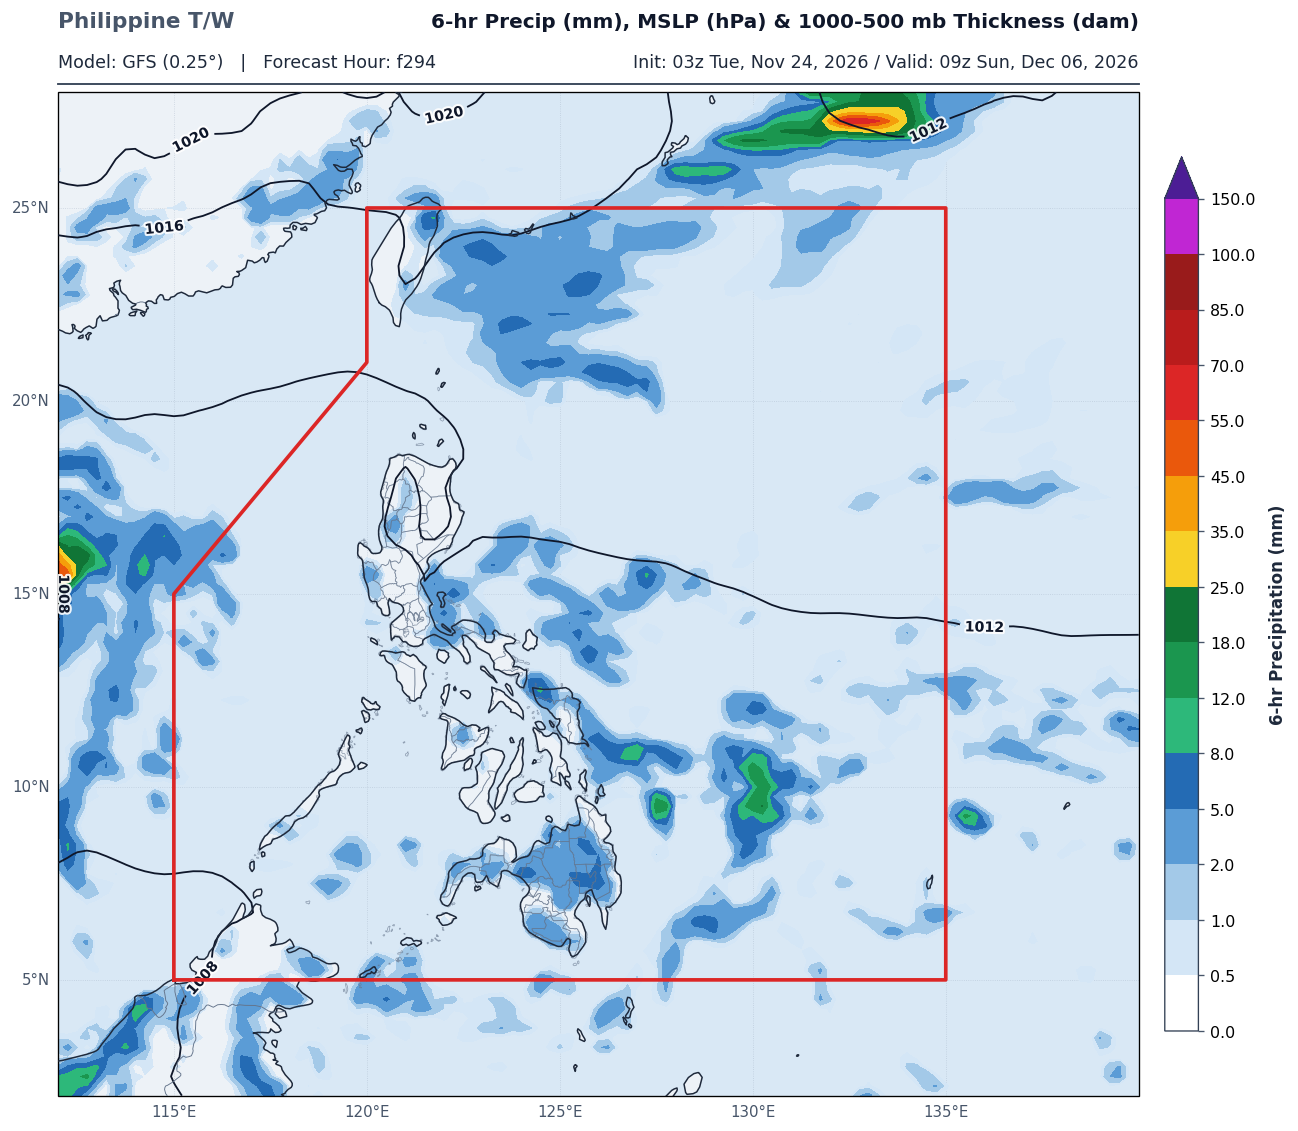 Philippine T/W
6-hr Precip (mm), MSLP (hPa) & 1000-500 mb Thickness (dam)
Model: GFS (0.25°) | Forecast Hour: f294
Init: 03z Tue, Nov 24, 2026 / Valid: 09z Sun, Dec 06, 2026
1020
1020
1012
1016
1008
1012
1008
25°N
20°N
15°N
10°N
5°N
115°E
120°E
125°E
130°E
135°E
150.0
100.0
85.0
70.0
55.0
45.0
35.0
25.0
18.0
12.0
8.0
5.0
2.0
1.0
0.5
0.0
6-hr Precipitation (mm)